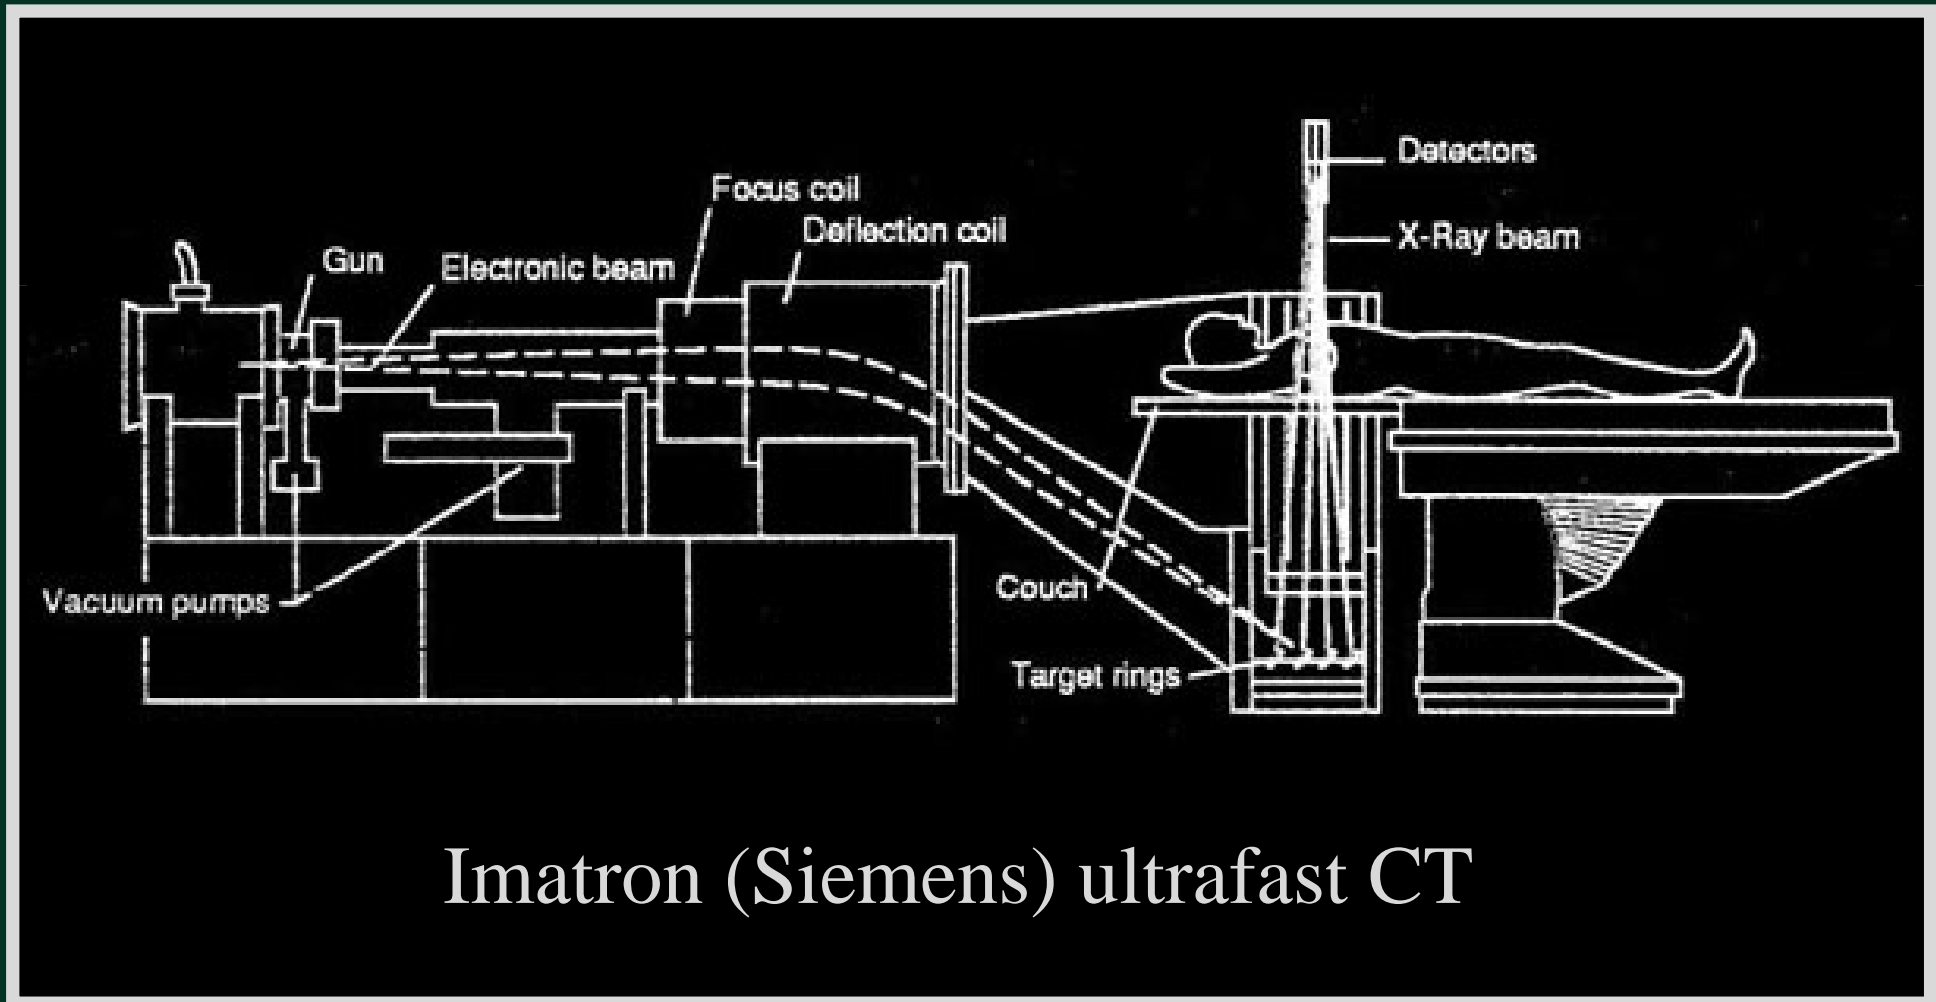 Detectors
Focus coil
Deflection coil
X-Ray beam
Gun
Electronic beam
Couch
Vacuum pumps
Target rings
Imatron (Siemens) ultrafast CT